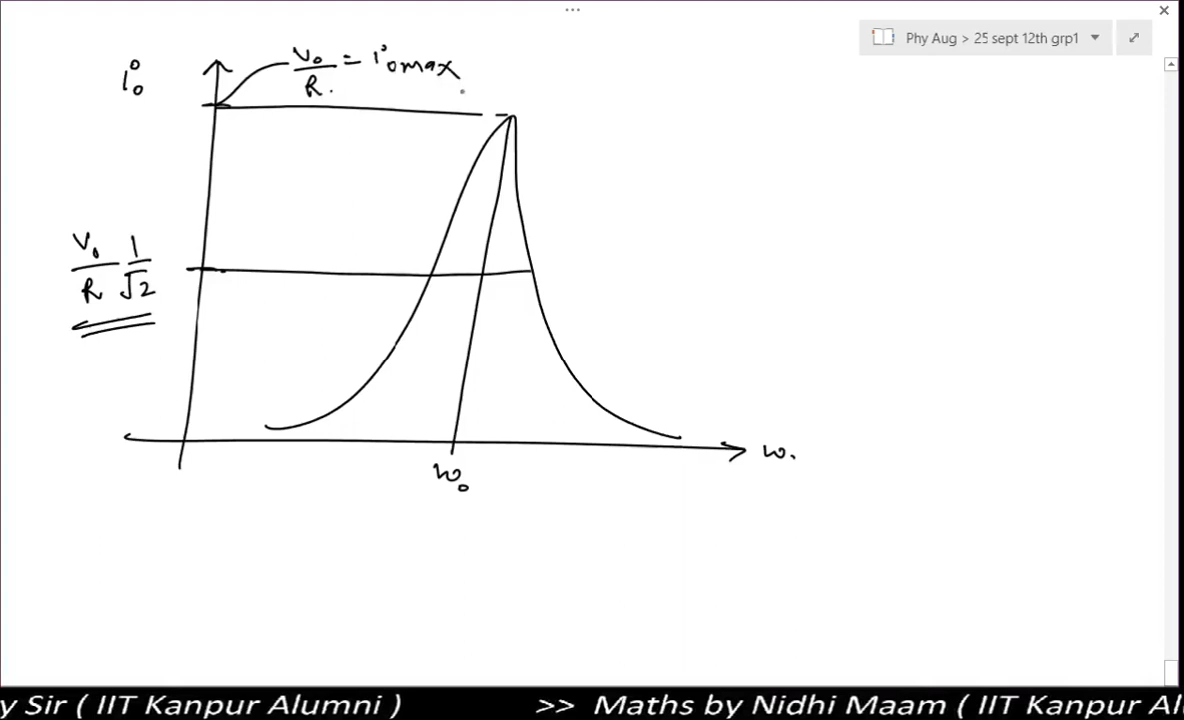 ...
Phy Aug > 25 sept 12th grp1
i₀
V₀/R = i₀max
V₀/R 1/√2
ω₀
ω.
y Sir ( IIT Kanpur Alumni ) >> Maths by Nidhi Maam ( IIT Kanpur Al